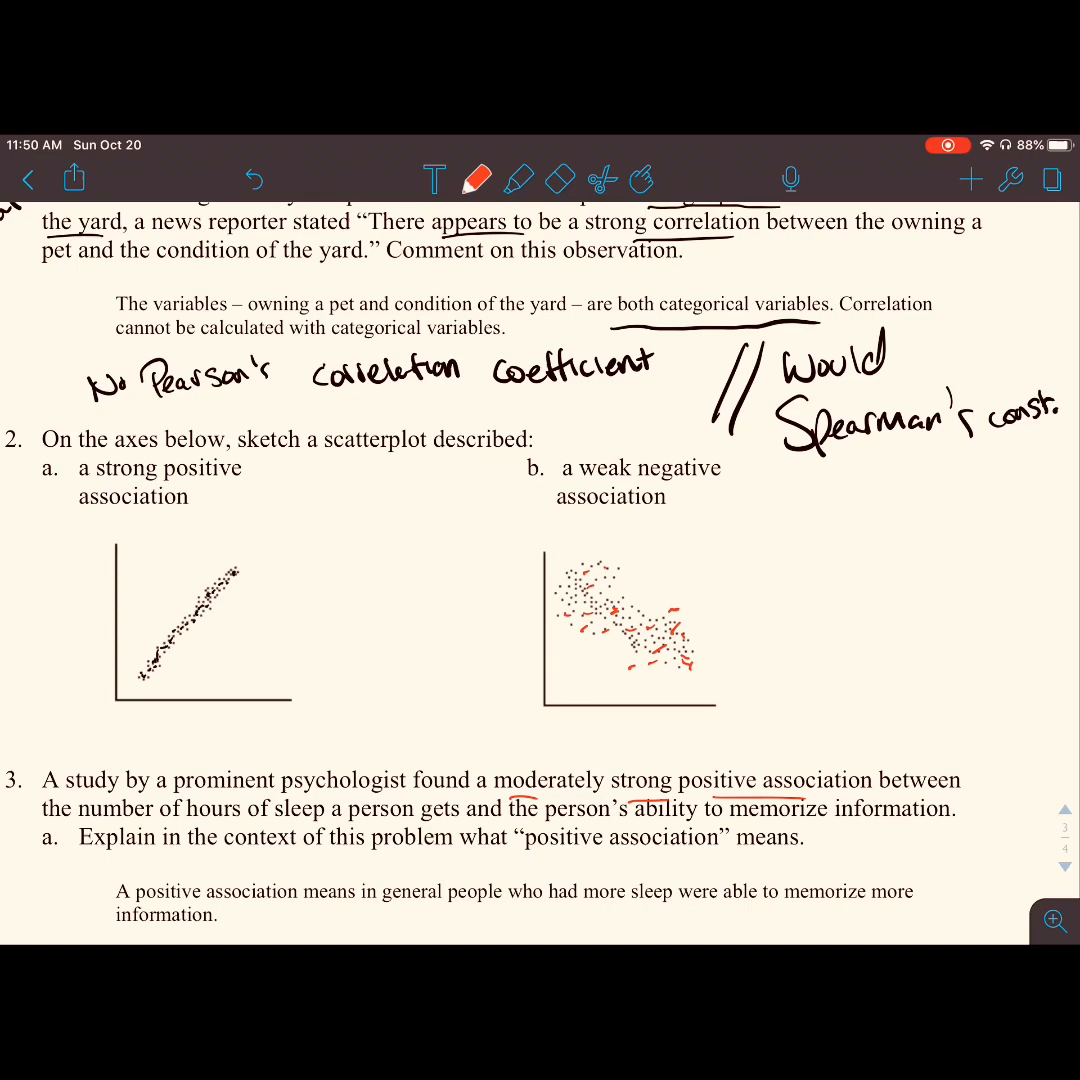 11:50 AM Sun Oct 20
88%
T
the yard, a news reporter stated “There appears to be a strong correlation between the owning a
pet and the condition of the yard.” Comment on this observation.
The variables – owning a pet and condition of the yard – are both categorical variables. Correlation
cannot be calculated with categorical variables.
No Pearson's correlation coefficient
// Would
Spearman's const.
2. On the axes below, sketch a scatterplot described:
a. a strong positive
association
b. a weak negative
association
3. A study by a prominent psychologist found a moderately strong positive association between
the number of hours of sleep a person gets and the person’s ability to memorize information.
a. Explain in the context of this problem what “positive association” means.
3
4
A positive association means in general people who had more sleep were able to memorize more
information.